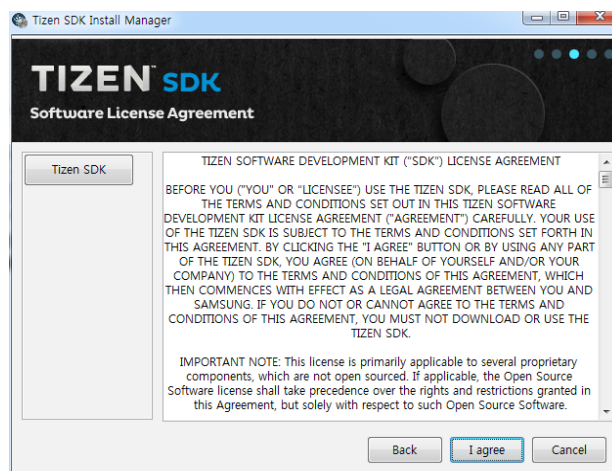 Tizen SDK Install Manager
TIZEN™ SDK
Software License Agreement
Tizen SDK
TIZEN SOFTWARE DEVELOPMENT KIT ("SDK") LICENSE AGREEMENT
BEFORE YOU ("YOU" OR "LICENSEE") USE THE TIZEN SDK, PLEASE READ ALL OF
THE TERMS AND CONDITIONS SET OUT IN THIS TIZEN SOFTWARE
DEVELOPMENT KIT LICENSE AGREEMENT ("AGREEMENT") CAREFULLY. YOUR USE
OF THE TIZEN SDK IS SUBJECT TO THE TERMS AND CONDITIONS SET FORTH IN
THIS AGREEMENT. BY CLICKING THE "I AGREE" BUTTON OR BY USING ANY PART
OF THE TIZEN SDK, YOU AGREE (ON BEHALF OF YOURSELF AND/OR YOUR
COMPANY) TO THE TERMS AND CONDITIONS OF THIS AGREEMENT, WHICH
THEN COMMENCES WITH EFFECT AS A LEGAL AGREEMENT BETWEEN YOU AND
SAMSUNG. IF YOU DO NOT OR CANNOT AGREE TO THE TERMS AND
CONDITIONS OF THIS AGREEMENT, YOU MUST NOT DOWNLOAD OR USE THE
TIZEN SDK.
IMPORTANT NOTE: This license is primarily applicable to several proprietary
components, which are not open sourced. If applicable, the Open Source
Software license shall take precedence over the rights and restrictions granted in
this Agreement, but solely with respect to such Open Source Software.
Back
I agree
Cancel